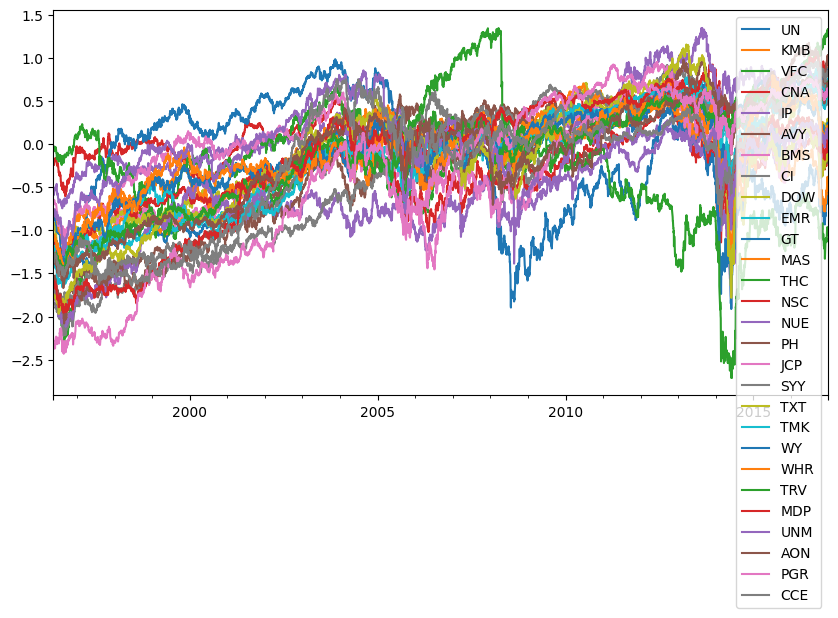 1.5
1.0
0.5
0.0
−0.5
−1.0
−1.5
−2.0
−2.5
2000
2005
2010
2015
UN
KMB
VFC
CNA
IP
AVY
BMS
CI
DOW
EMR
GT
MAS
THC
NSC
NUE
PH
JCP
SYY
TXT
TMK
WY
WHR
TRV
MDP
UNM
AON
PGR
CCE